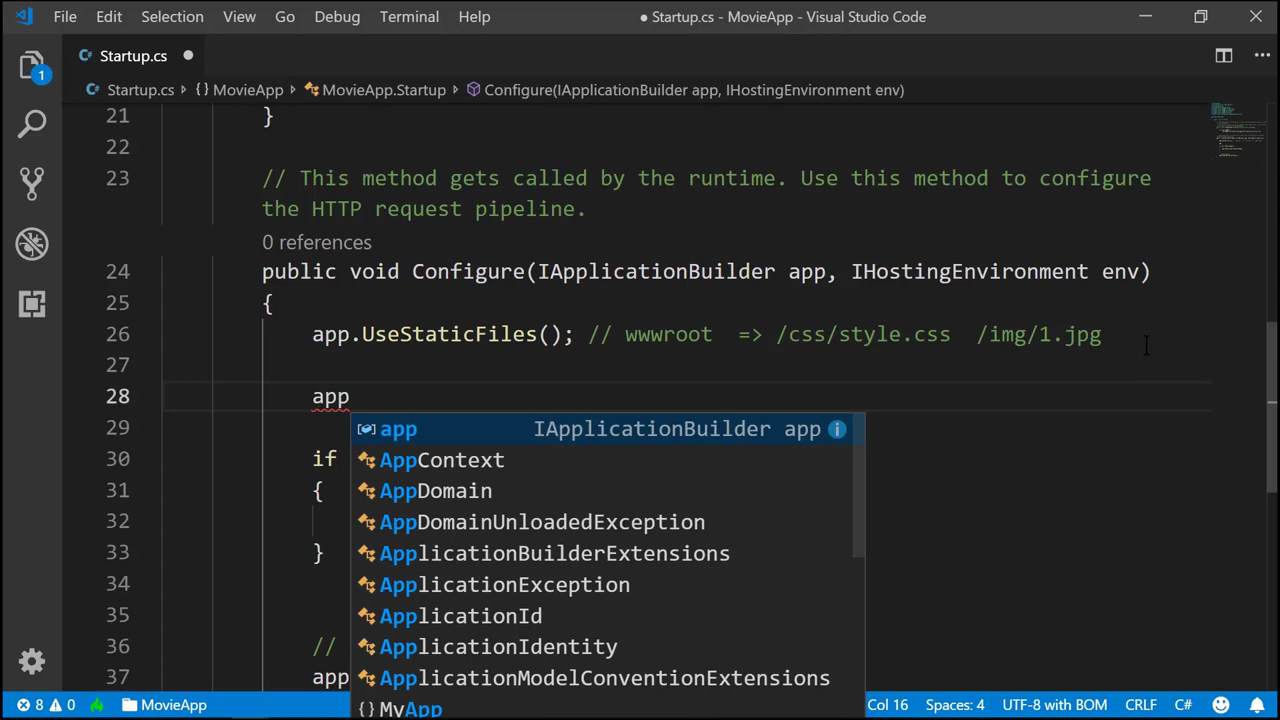 File Edit Selection View Go Debug Terminal Help ● Startup.cs - MovieApp - Visual Studio Code
Startup.cs
1
Startup.cs > { } MovieApp > MovieApp.Startup > Configure(IApplicationBuilder app, IHostingEnvironment env)
21 }
22
23 // This method gets called by the runtime. Use this method to configure
the HTTP request pipeline.
0 references
24 public void Configure(IApplicationBuilder app, IHostingEnvironment env)
25 {
26 app.UseStaticFiles(); // wwwroot => /css/style.css /img/1.jpg
27
28 app
29 app IApplicationBuilder app
30 if AppContext
31 { AppDomain
32 AppDomainUnloadedException
33 } ApplicationBuilderExtensions
34 ApplicationException
35 ApplicationId
36 // ApplicationIdentity
37 app ApplicationModelConventionExtensions
{} MyApp
8 0 MovieApp Col 16 Spaces: 4 UTF-8 with BOM CRLF C#